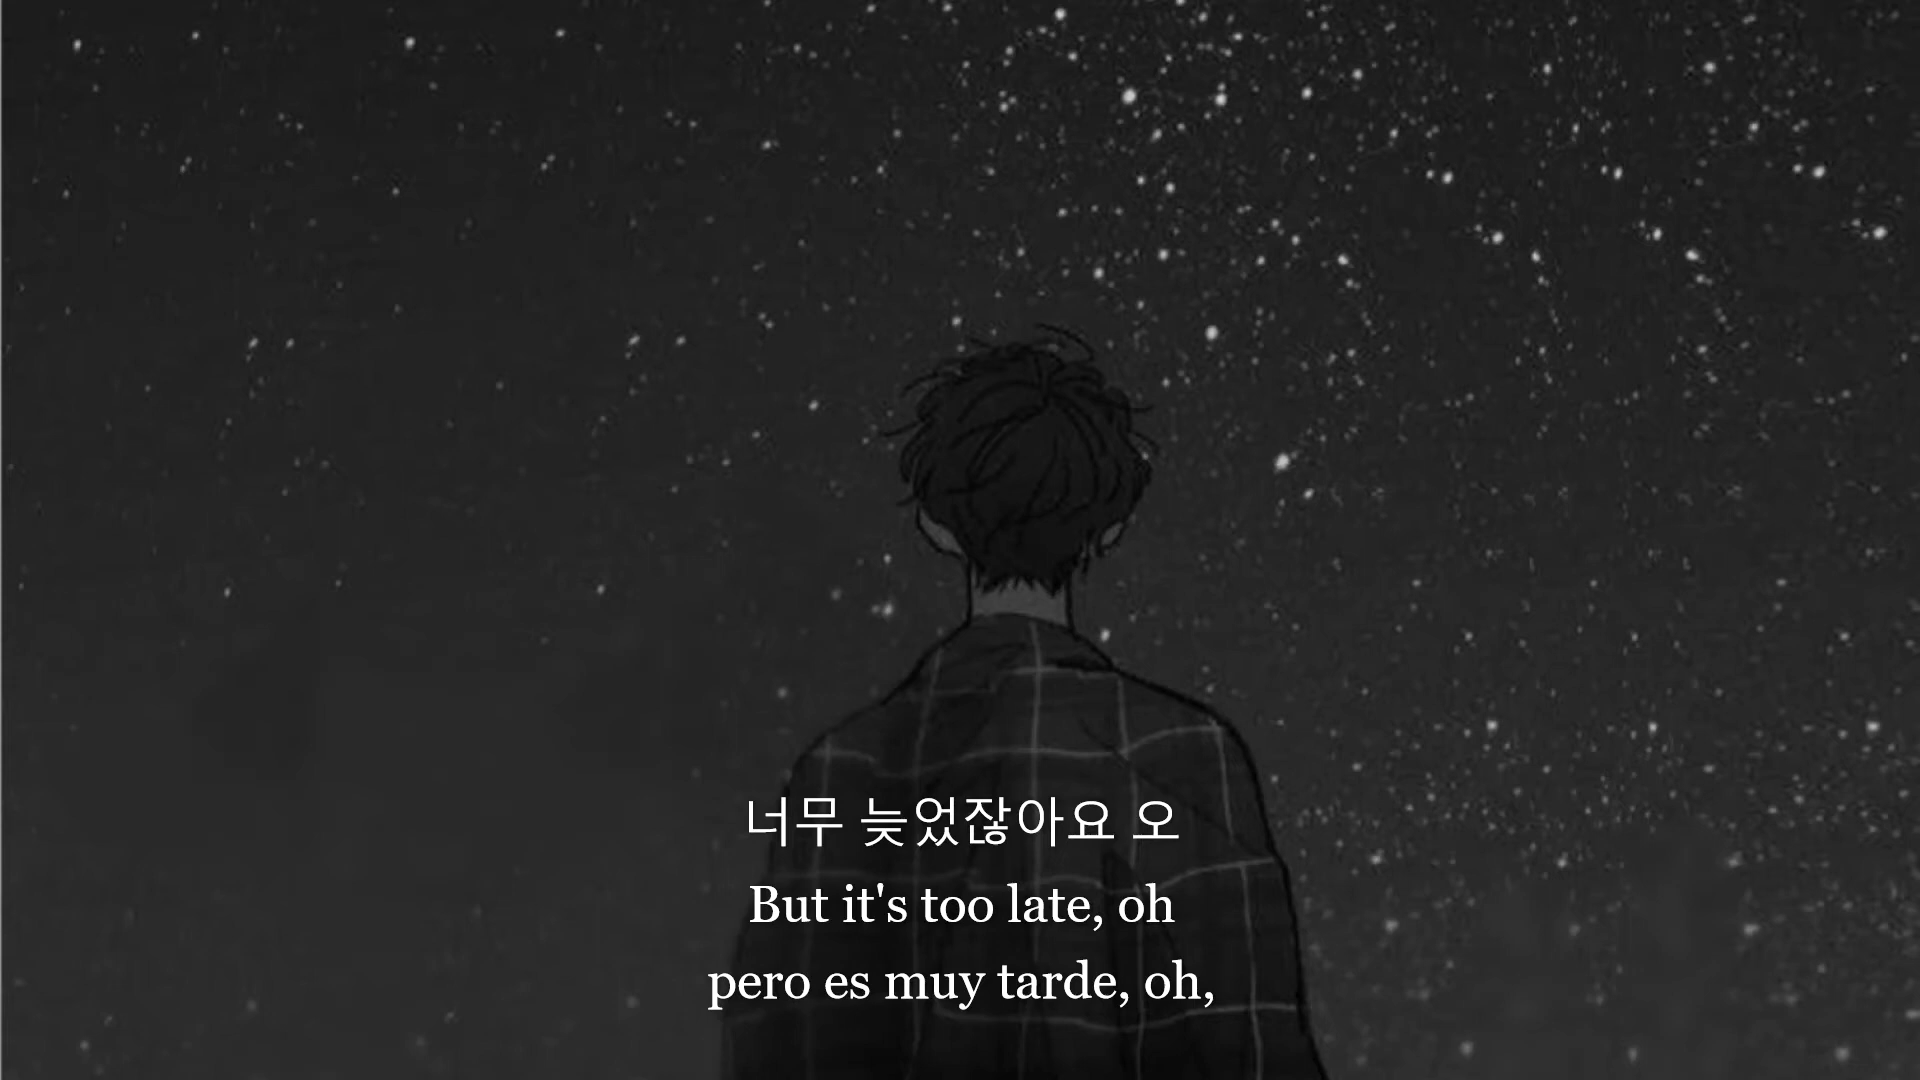 너무 늦었잖아요 오
But it's too late, oh
pero es muy tarde, oh,